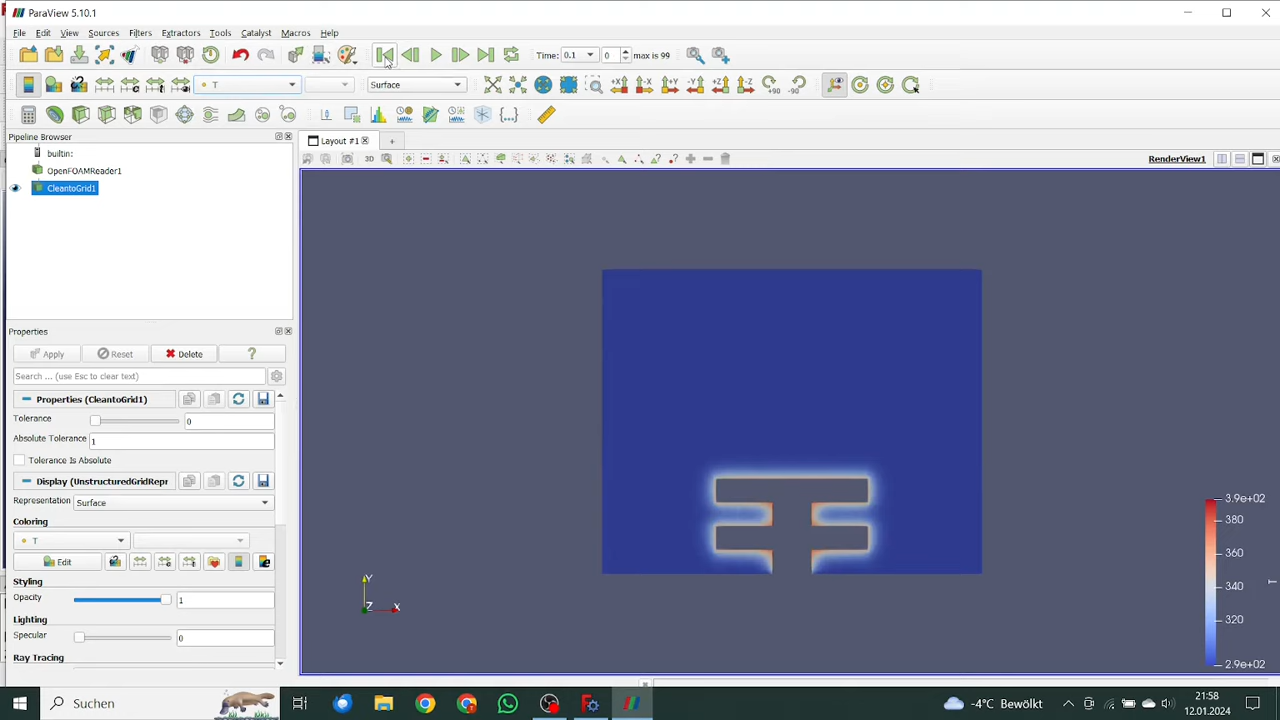 ParaView 5.10.1
File Edit View Sources Filters Extractors Tools Catalyst Macros Help
Time: 0.1 0 max is 99
T Surface
+X -X +Y -Y +Z -Z +90 -90
Pipeline Browser
Layout #1
builtin:
3D RenderView1
OpenFOAMReader1
CleantoGrid1
Properties
Apply Reset Delete ?
Search ... (use Esc to clear text)
Properties (CleantoGrid1)
Tolerance 0
Absolute Tolerance 1
Tolerance Is Absolute
Display (UnstructuredGridRepr
Representation Surface
Coloring
T
Edit
Styling
Opacity 1
Lighting
Specular 0
Ray Tracing
Y
Z X
3.9e+02
380
360
340
320
2.9e+02
T
Suchen
-4°C Bewölkt
21:58
12.01.2024